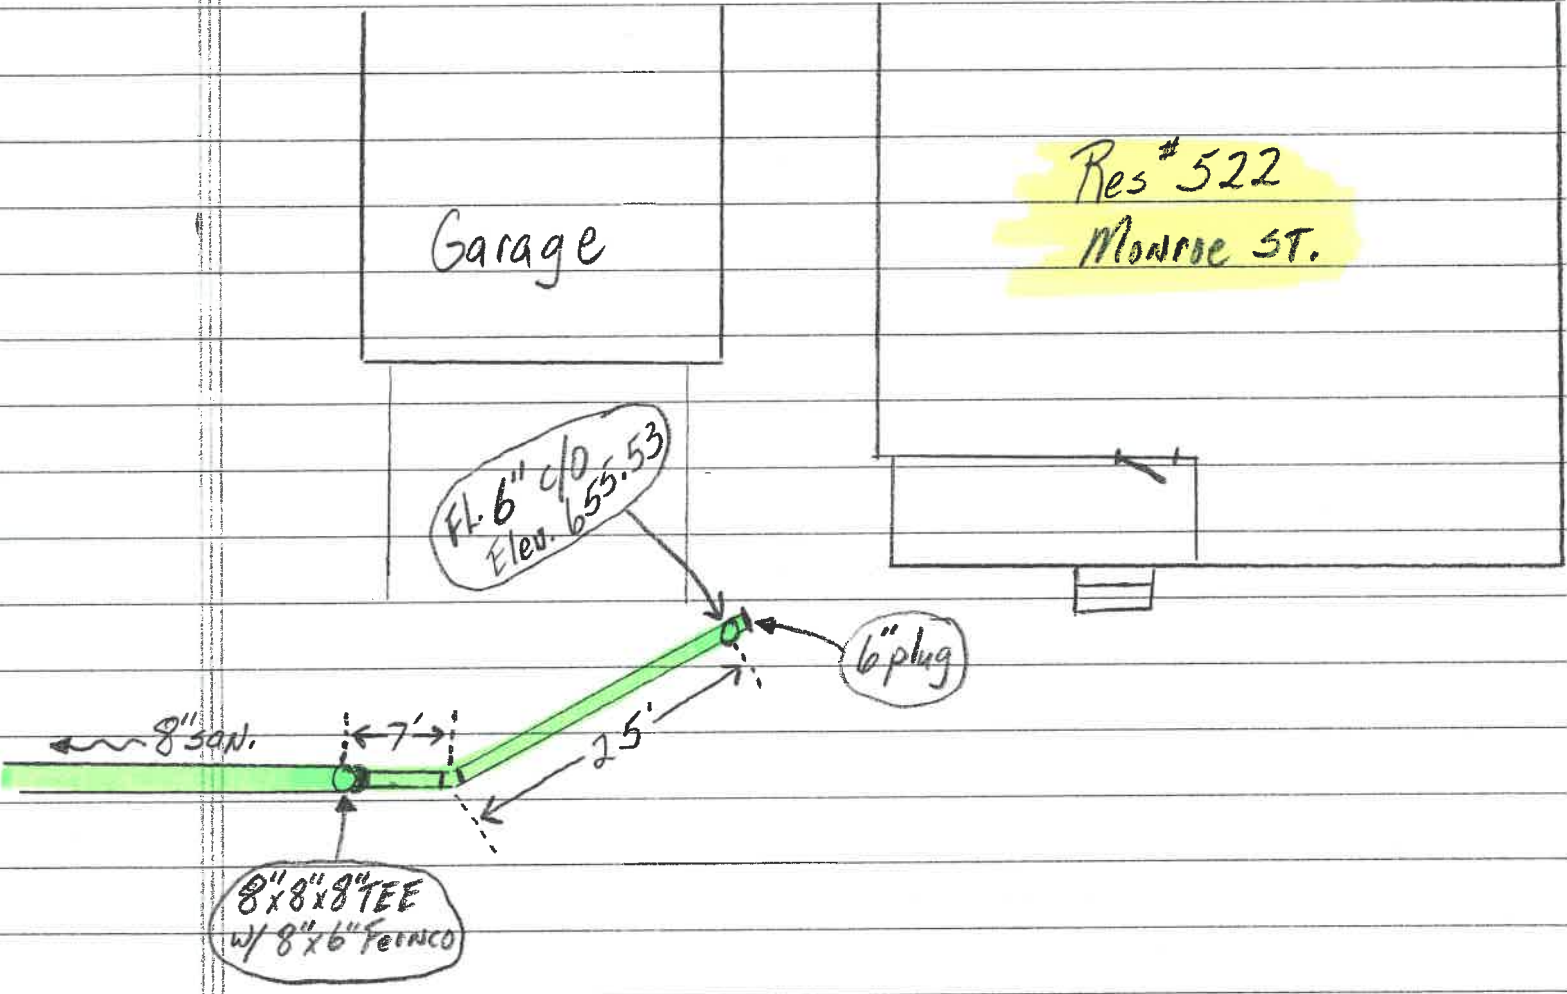 Res # 522
Monroe ST.
Garage
FL. 6" c/o
Elev. 655.53
6" plug
8" SAN.
7'
25'
8"x8"x8" TEE
w/ 8"x6" Fernco